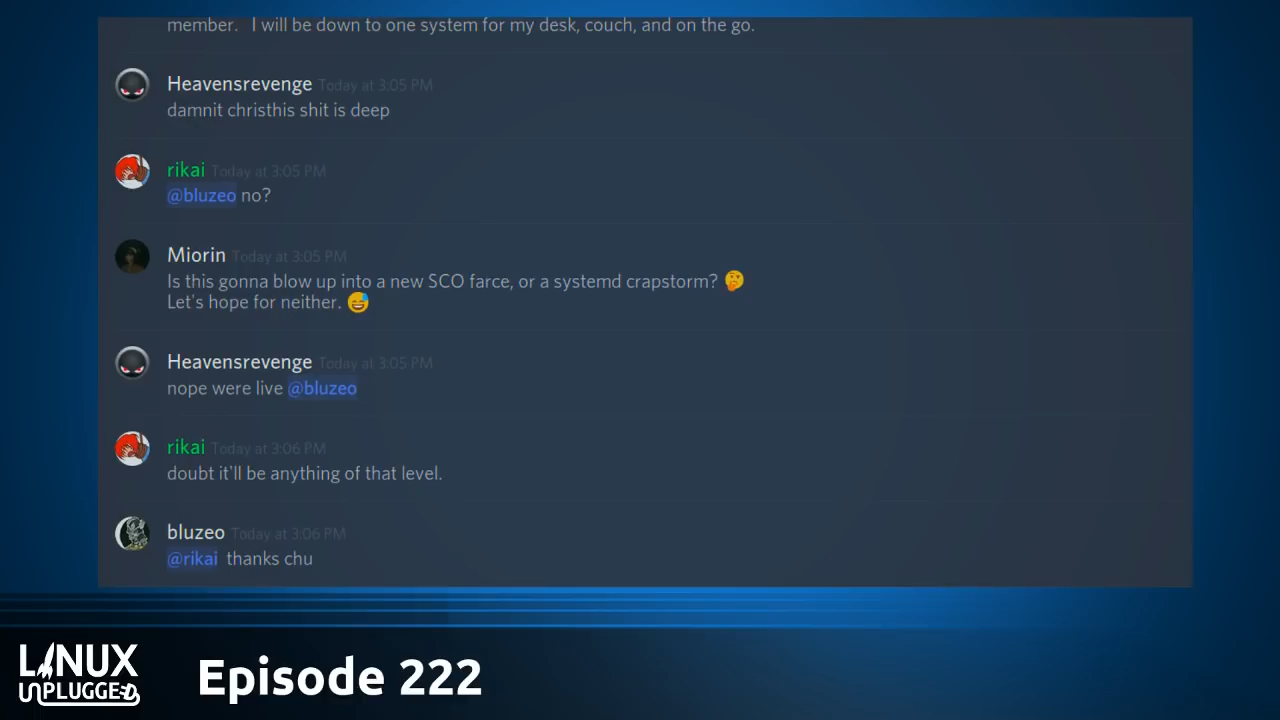 member. I will be down to one system for my desk, couch, and on the go.
Heavensrevenge Today at 3:05 PM
damnit christhis shit is deep
rikai Today at 3:05 PM
@bluzeo no?
Miorin Today at 3:05 PM
Is this gonna blow up into a new SCO farce, or a systemd crapstorm? 🤔
Let's hope for neither. 😅
Heavensrevenge Today at 3:05 PM
nope were live @bluzeo
rikai Today at 3:06 PM
doubt it'll be anything of that level.
bluzeo Today at 3:06 PM
@rikai thanks chu
LINUX
UNPLUGGED
Episode 222